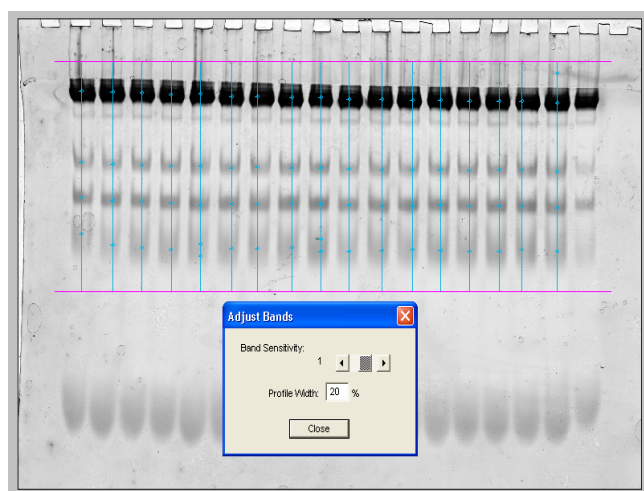 Adjust Bands
Band Sensitivity:
1
Profile Width: 20 %
Close